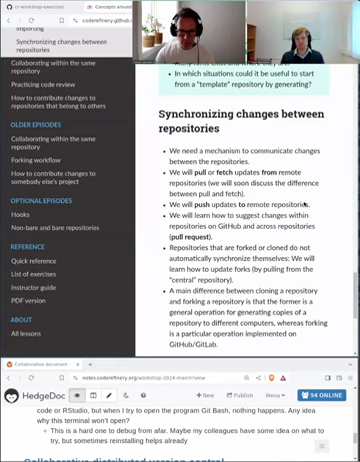 cr-workshop-exercises
Concepts around
coderefinery.github.
Reporting
Synchronizing changes between
repositories
Collaborating within the same
repository
Practicing code review
How to contribute changes to
repositories that belong to others
OLDER EPISODES
Collaborating within the same
repository
Forking workflow
How to contribute changes to
somebody else's project
OPTIONAL EPISODES
Hooks
Non-bare and bare repositories
REFERENCE
Quick reference
List of exercises
Instructor guide
PDF version
ABOUT
All lessons
In which situations could it be useful to start
from a "template" repository by generating?
Synchronizing changes between
repositories
We need a mechanism to communicate changes
between the repositories.
We will pull or fetch updates from remote
repositories (we will soon discuss the difference
between pull and fetch).
We will push updates to remote repositories.
We will learn how to suggest changes within
repositories on GitHub and across repositories
(pull request).
Repositories that are forked or cloned do not
automatically synchronize themselves: We will
learn how to update forks (by pulling from the
"central" repository).
A main difference between cloning a repository
and forking a repository is that the former is a
general operation for generating copies of a
repository to different computers, whereas forking
is a particular operation implemented on
GitHub/GitLab.
Collaborative document
notes.coderefinery.org/workshop-2024-march/view
HedgeDoc
New
Publish
Menu
94 ONLINE
code or RStudio, but when I try to open the program Git Bash, nothing happens. Any idea
why this terminal won't open?
This is a hard one to debug from afar. Maybe my colleagues have some idea on what to
try, but sometimes reinstalling helps already
Collaborative distributed version control